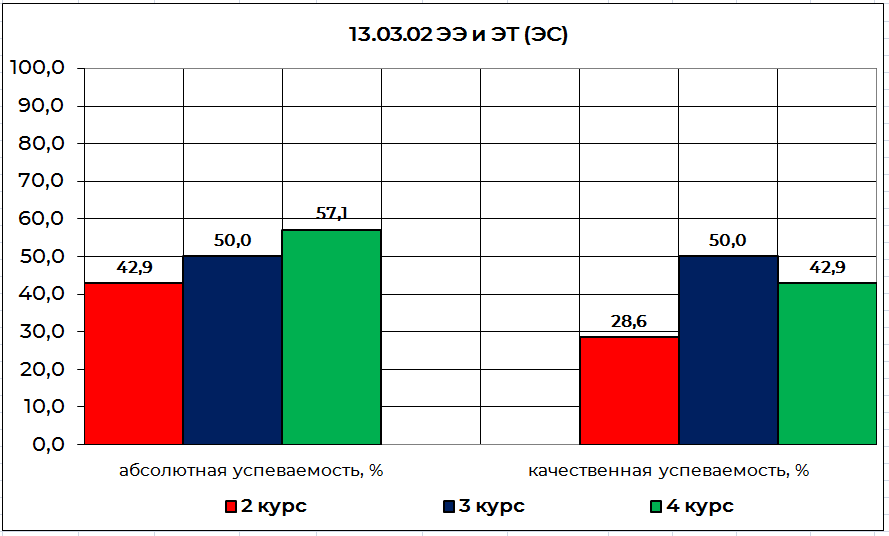 13.03.02 ЭЭ и ЭТ (ЭС)
100,0
90,0
80,0
70,0
60,0
50,0
40,0
30,0
20,0
10,0
0,0
42,9
50,0
57,1
28,6
50,0
42,9
абсолютная успеваемость, %
качественная успеваемость, %
2 курс
3 курс
4 курс